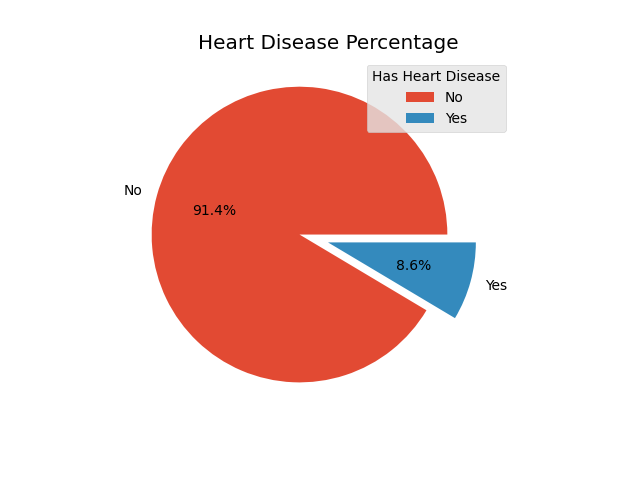 Heart Disease Percentage
Has Heart Disease
No
Yes
No
91.4%
8.6%
Yes